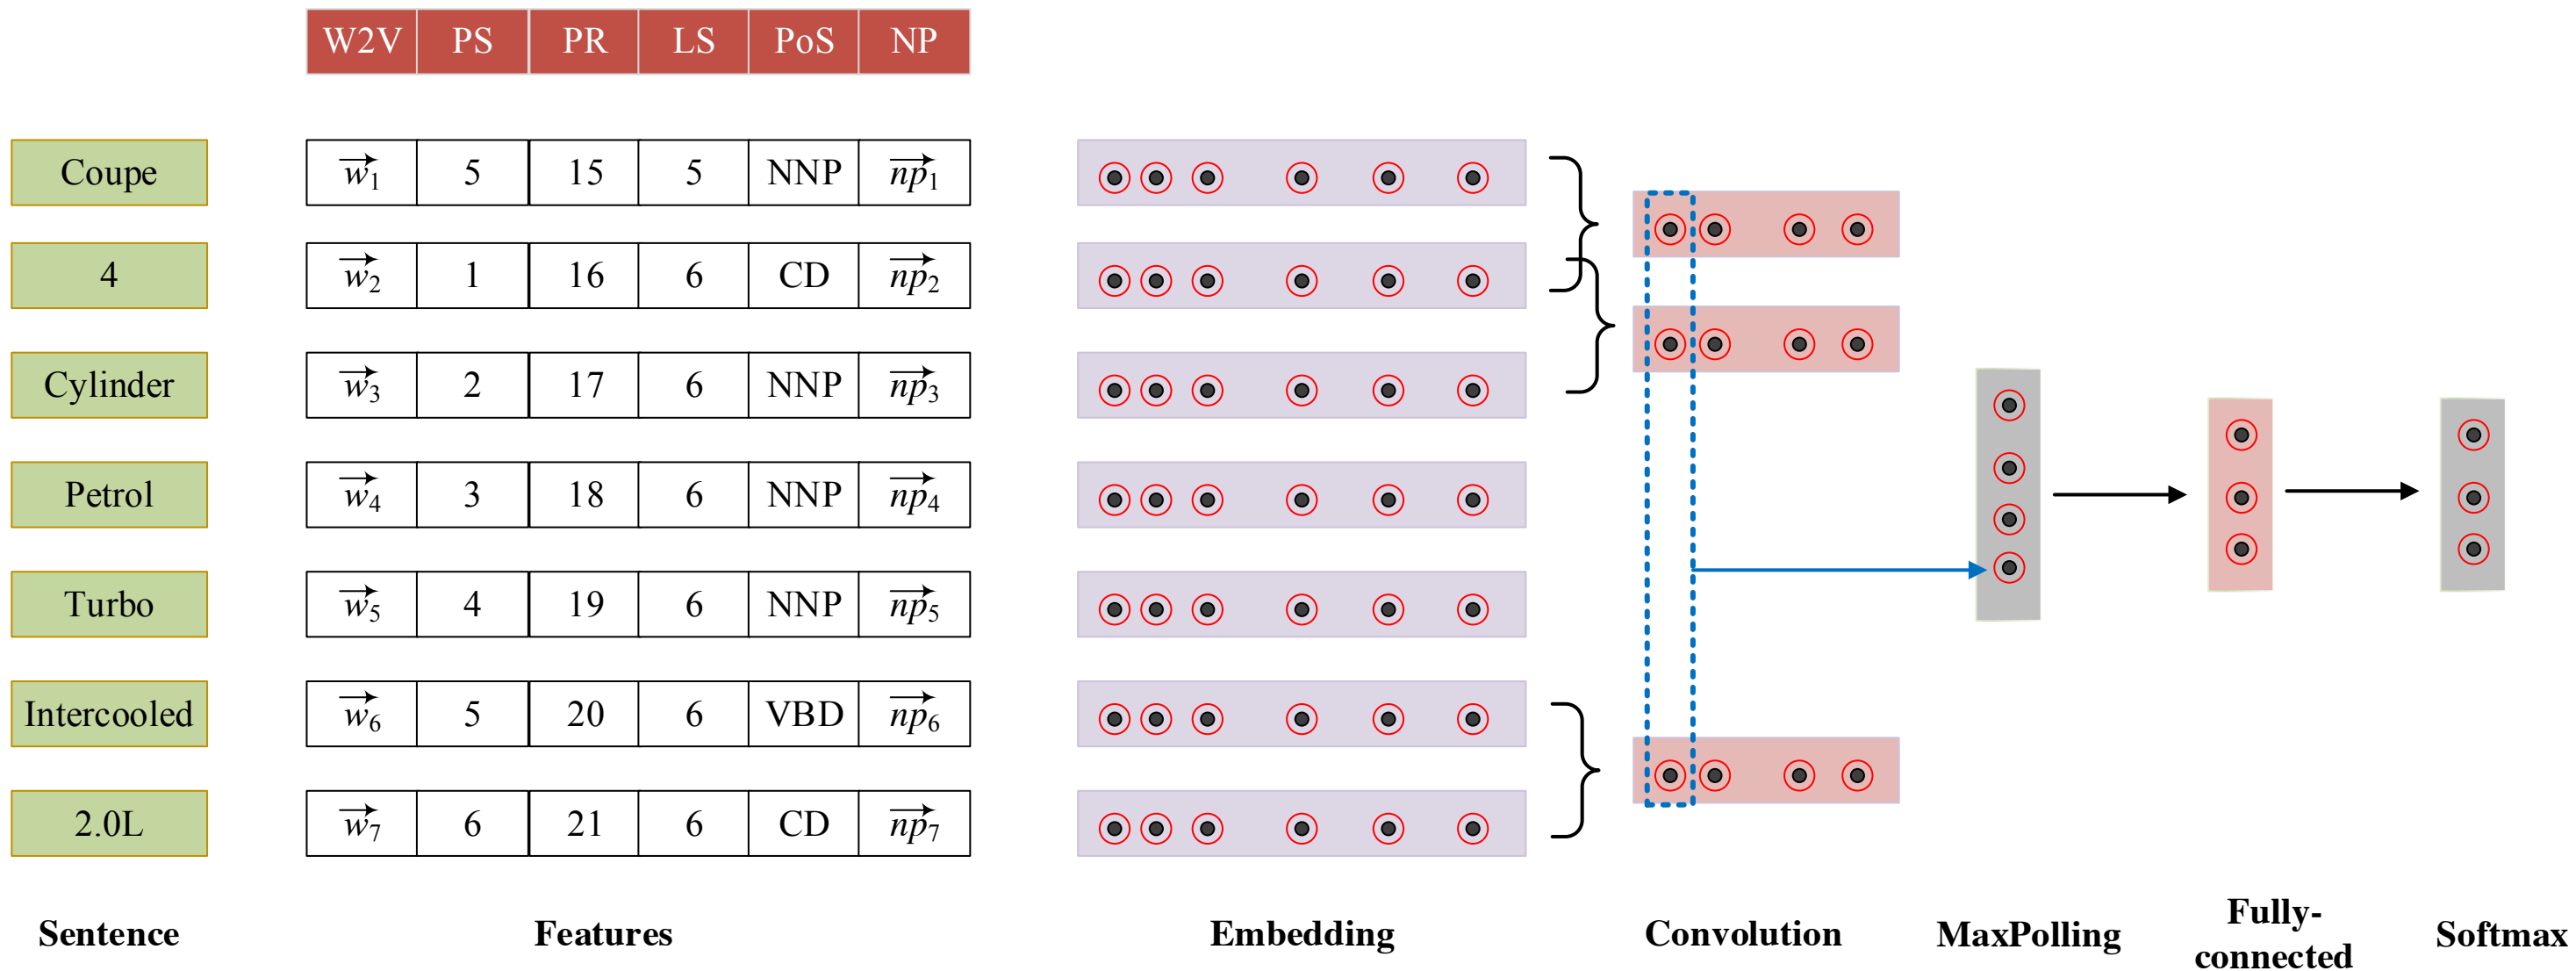 W2V PS PR LS PoS NP
Coupe w1 5 15 5 NNP np1
4 w2 1 16 6 CD np2
Cylinder w3 2 17 6 NNP np3
Petrol w4 3 18 6 NNP np4
Turbo w5 4 19 6 NNP np5
Intercooled w6 5 20 6 VBD np6
2.0L w7 6 21 6 CD np7
Sentence Features Embedding Convolution MaxPolling Fully-
connected Softmax